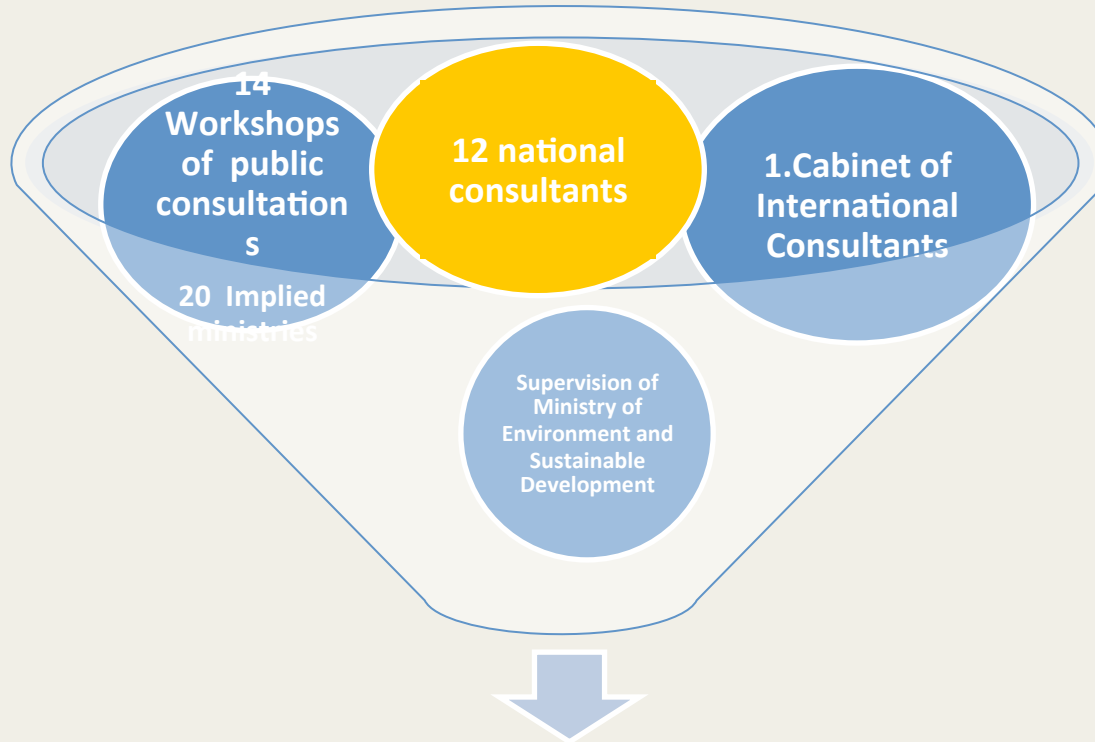 14
Workshops
of public
consultation
s
20 Implied
ministries
12 national
consultants
1.Cabinet of
International
Consultants
Supervision of
Ministry of
Environment and
Sustainable
Development